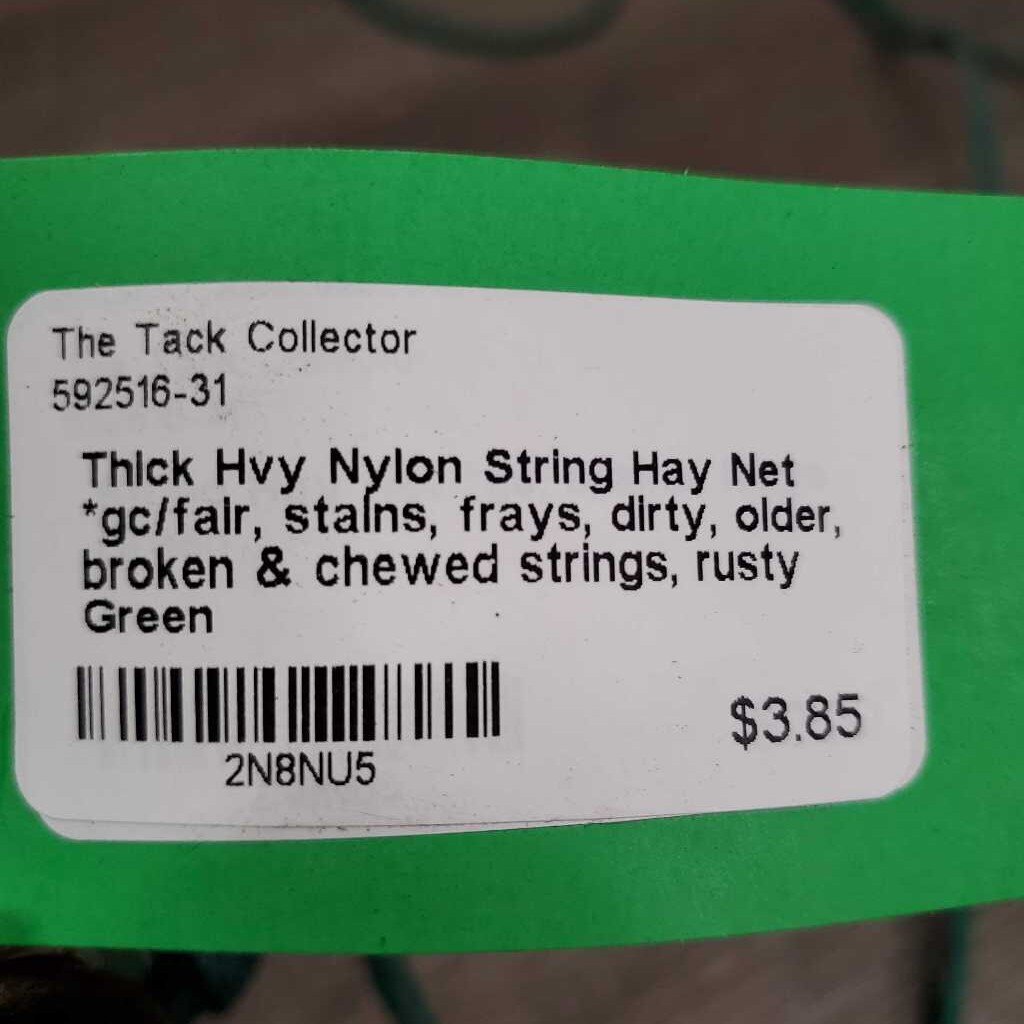 The Tack Collector
592516-31
Thick Hvy Nylon String Hay Net
*gc/fair, stains, frays, dirty, older,
broken & chewed strings, rusty
Green
2N8NU5
$3.85